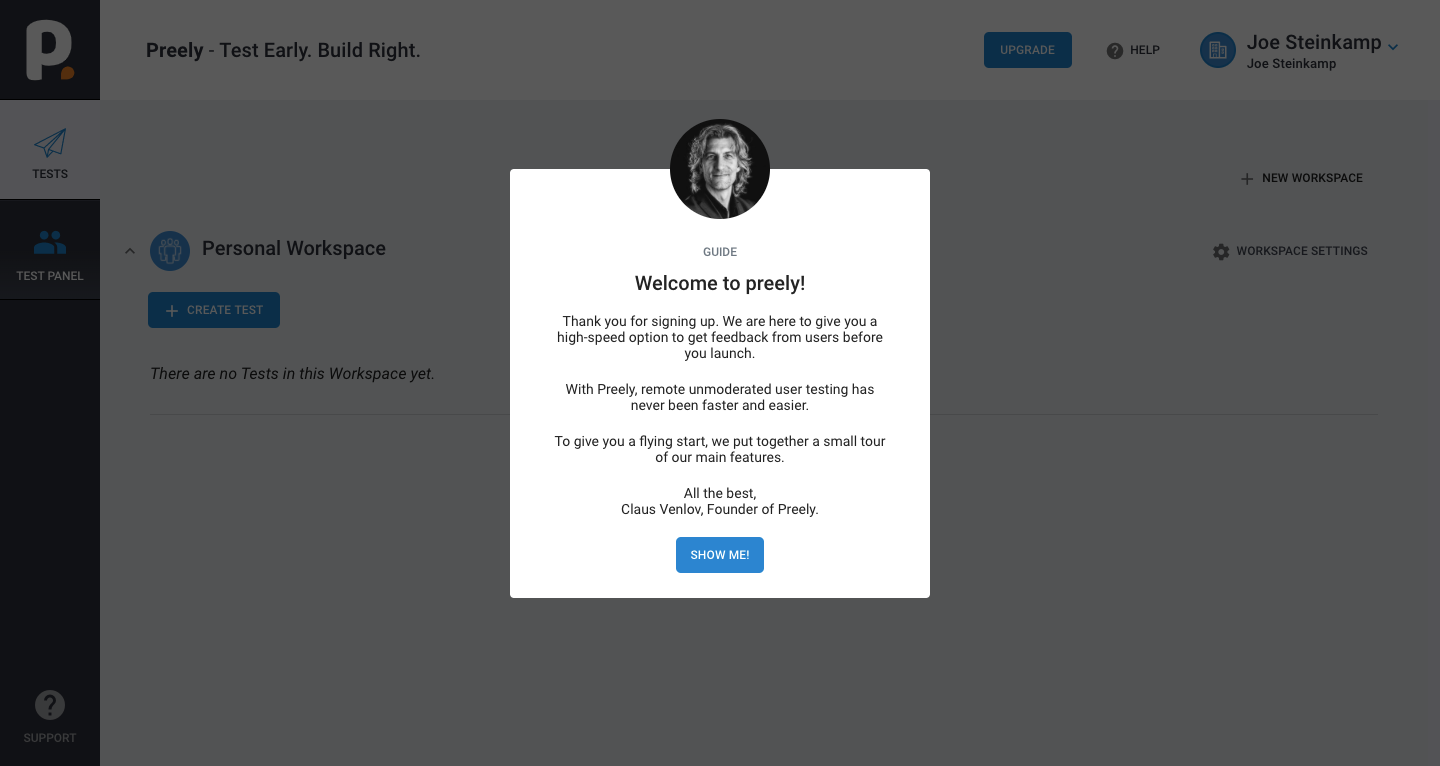 p.
Preely - Test Early. Build Right.
UPGRADE
HELP
Joe Steinkamp
Joe Steinkamp
TESTS
TEST PANEL
NEW WORKSPACE
Personal Workspace
WORKSPACE SETTINGS
CREATE TEST
There are no Tests in this Workspace yet.
GUIDE
Welcome to preely!
Thank you for signing up. We are here to give you a
high-speed option to get feedback from users before
you launch.
With Preely, remote unmoderated user testing has
never been faster and easier.
To give you a flying start, we put together a small tour
of our main features.
All the best,
Claus Venlov, Founder of Preely.
SHOW ME!
SUPPORT